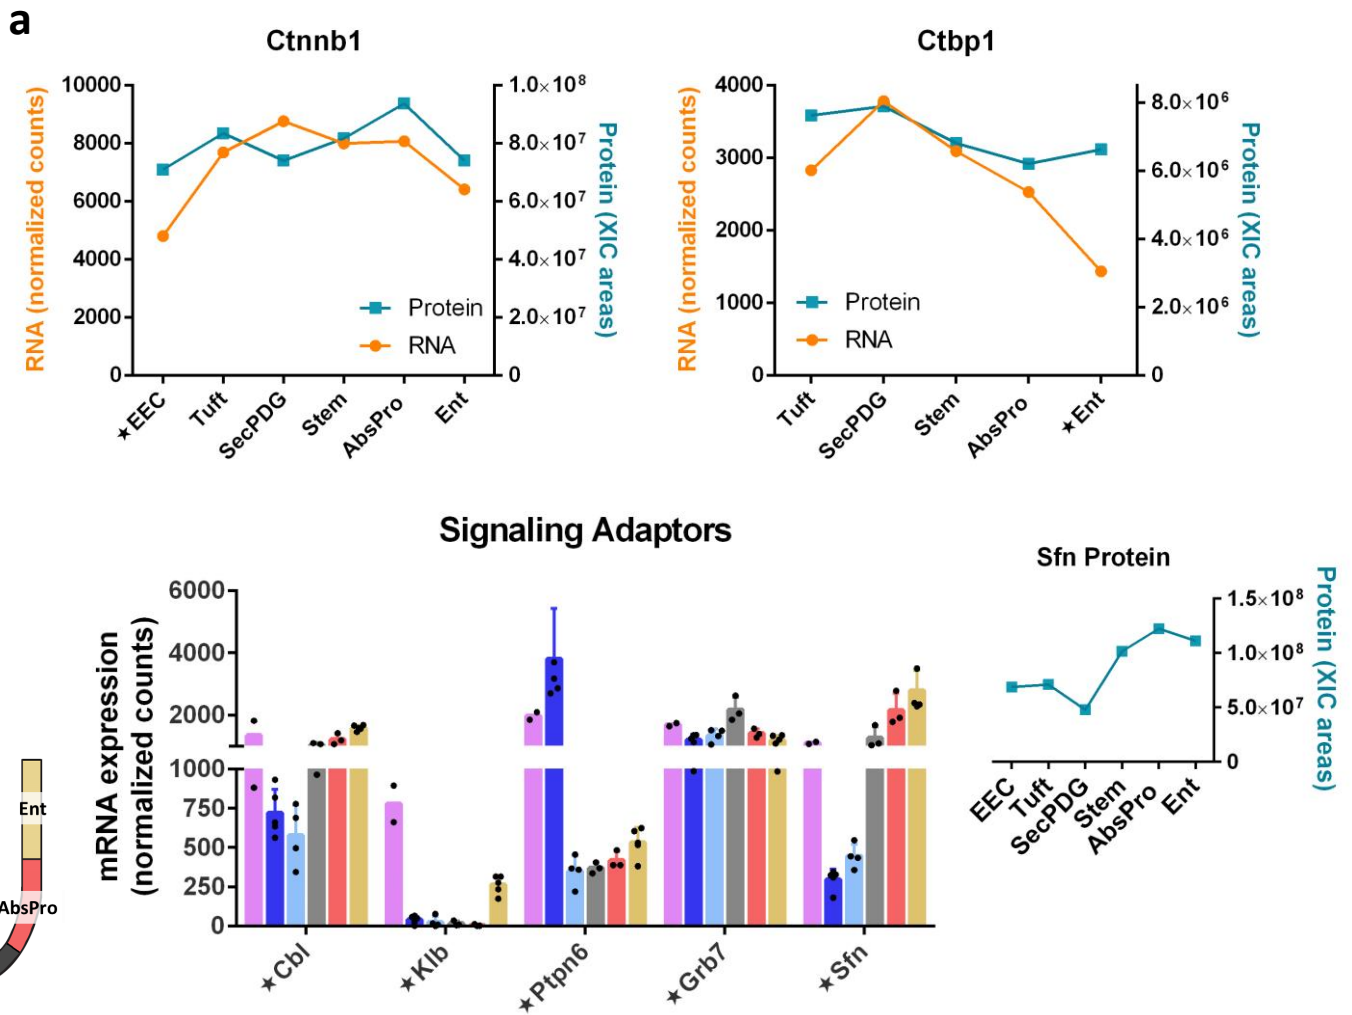 a
Ctnnb1
RNA (normalized counts)
10000
8000
6000
4000
2000
0
1.0×10⁸
8.0×10⁷
6.0×10⁷
4.0×10⁷
2.0×10⁷
0
Protein (XIC areas)
Protein
RNA
★EEC
Tuft
SecPDG
Stem
AbsPro
Ent
Ctbp1
RNA (normalized counts)
4000
3000
2000
1000
0
8.0×10⁶
6.0×10⁶
4.0×10⁶
2.0×10⁶
0
Protein (XIC areas)
Protein
RNA
Tuft
SecPDG
Stem
AbsPro
★Ent
Signaling Adaptors
mRNA expression
(normalized counts)
6000
4000
2000
1000
750
500
250
0
★Cbl
★Klb
★Ptpn6
★Grb7
★Sfn
Sfn Protein
1.5×10⁸
1.0×10⁸
5.0×10⁷
0
Protein (XIC areas)
EEC
Tuft
SecPDG
Stem
AbsPro
Ent
Ent
AbsPro